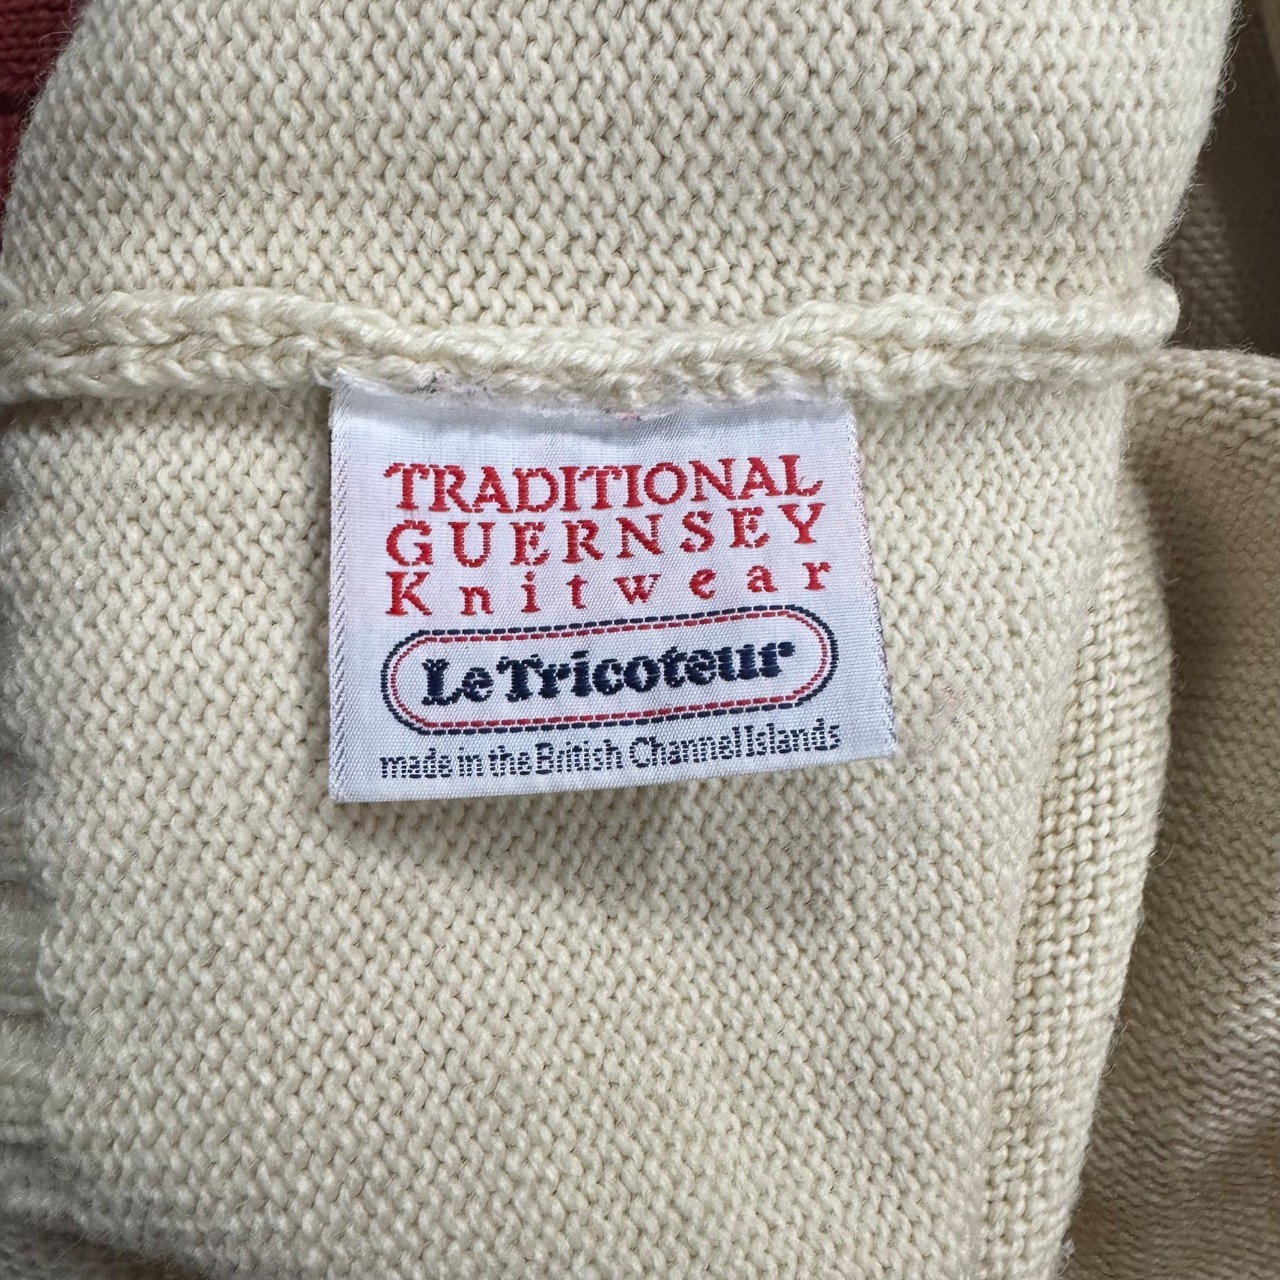 TRADITIONAL
GUERNSEY
Knitwear
Le Tricoteur
made in the British Channel Islands